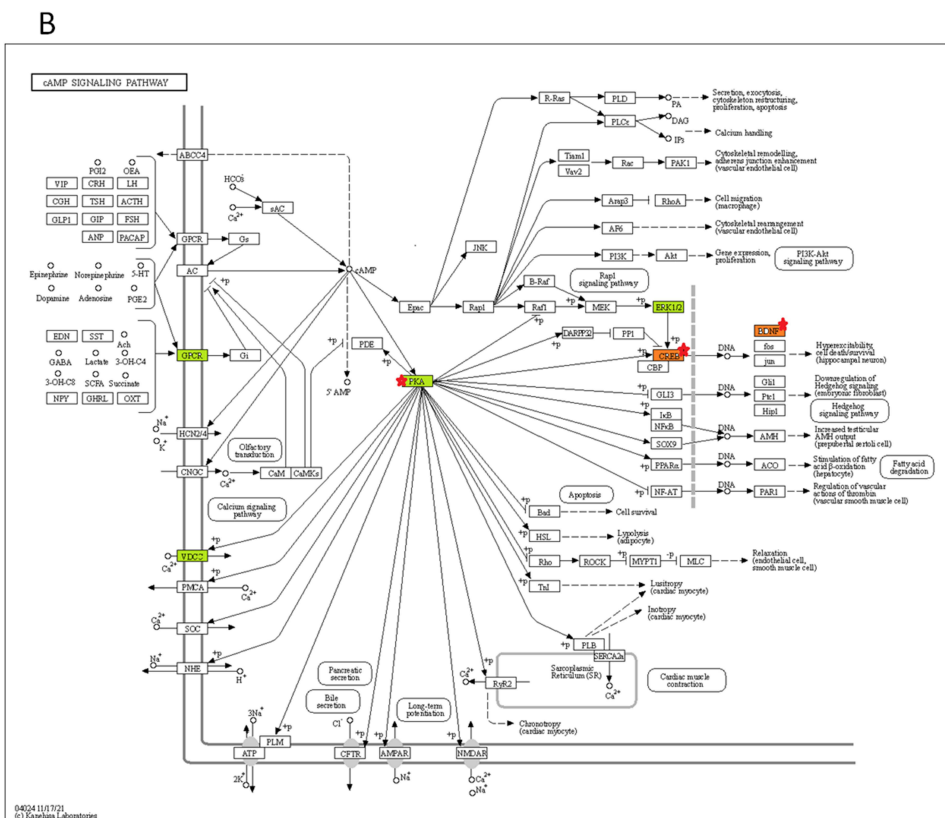 B
cAMP SIGNALING PATHWAY
ABCC4
PGI2 OEA
VIP CRH LH
CGH TSH ACTH
GLP1 GIP FSH
ANP PACAP
GPCR Gs
AC
+p
Epinephrine Norepinephrine 5-HT
Dopamine Adenosine PGE2
EDN SST Ach
GABA Lactate 3-OH-C4
3-OH-C8 SCFA Succinate
NPY GHRL OXT
GPCR Gi
HCO3-
Ca2+
sAC
cAMP
PDE
+p
5' AMP
PKA
Na+
K+
HCN2/4
CNGC
Ca2+
CaM CaMKs
Olfactory
transduction
Calcium signaling
pathway
VDCC
+p
Ca2+
PMCA
+p
Ca2+
SOC
Ca2+
NHE
+p
Na+
H+
3Na+
ATP
2K+
PLM
+p
Pancreatic
secretion
Bile
secretion
Cl-
CFTR
+p
Long-term
potentiation
AMPAR
+p
Na+
NMDAR
+p
Ca2+
Na+
Epac
JNK
Rap1
R-Ras
PLD
PA
Secretion, exocytosis,
cytoskeleton restructuring,
proliferation, apoptosis
PLCε
DAG
IP3
Calcium handling
Tiam1
Vav2
Rac
PAK1
Cytoskeletal remodelling,
adherens junction enhancement
(vascular endothelial cell)
Arap3
RhoA
Cell migration
(macrophage)
AF6
Cytoskeletal rearrangement
(vascular endothelial cell)
PI3K
Akt
Gene expression,
proliferation
PI3K-Akt
signaling pathway
Rap1
signaling pathway
B-Raf
Raf1
+p
MEK
+p
ERK1/2
+p
+p
DARPP32
+p
PP1
+p
CREB
CBP
DNA
BDNF
fos
jun
Hyperexcitability,
cell death/survival
(hippocampal neuron)
+p
GLI3
DNA
Gli1
Ptc1
Hip1
Downregulation of
Hedgehog signaling
(embryonic fibroblast)
Hedgehog
signaling pathway
+p
IκB
NFκB
+p
SOX9
DNA
AMH
Increased testicular
AMH output
(prepubertal sertoli cell)
+p
PPARα
DNA
ACO
Stimulation of fatty
acid β-oxidation
(hepatocyte)
Fatty acid
degradation
+p
NF-AT
DNA
PAR1
Regulation of vascular
actions of thrombin
(vascular smooth muscle cell)
Apoptosis
+p
Bad
Cell survival
+p
HSL
Lypolysis
(adipocyte)
+p
Rho
ROCK
+p
MYPT1
-p
MLC
Relaxation
(endothelial cell,
smooth muscle cell)
+p
TnI
Lusitropy
(cardiac myocyte)
Inotropy
(cardiac myocyte)
+p
PLB
SERCA2a
Ca2+
Sarcoplasmic
Reticulum (SR)
Cardiac muscle
contraction
+p
Ca2+
RyR2
Chronotropy
(cardiac myocyte)
04024 11/17/21
(c) Kanehisa Laboratories